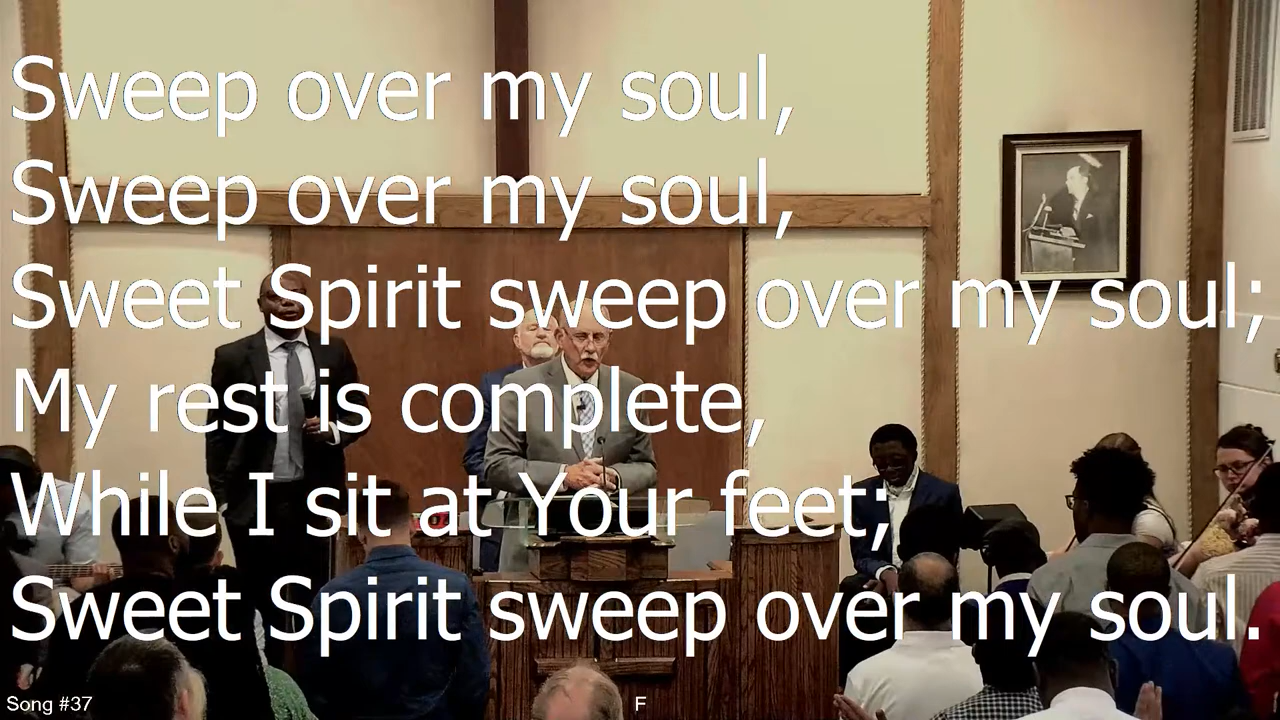 Sweep over my soul,
Sweep over my soul,
Sweet Spirit sweep over my soul;
My rest is complete,
While I sit at Your feet;
Sweet Spirit sweep over my soul.
Song #37
F